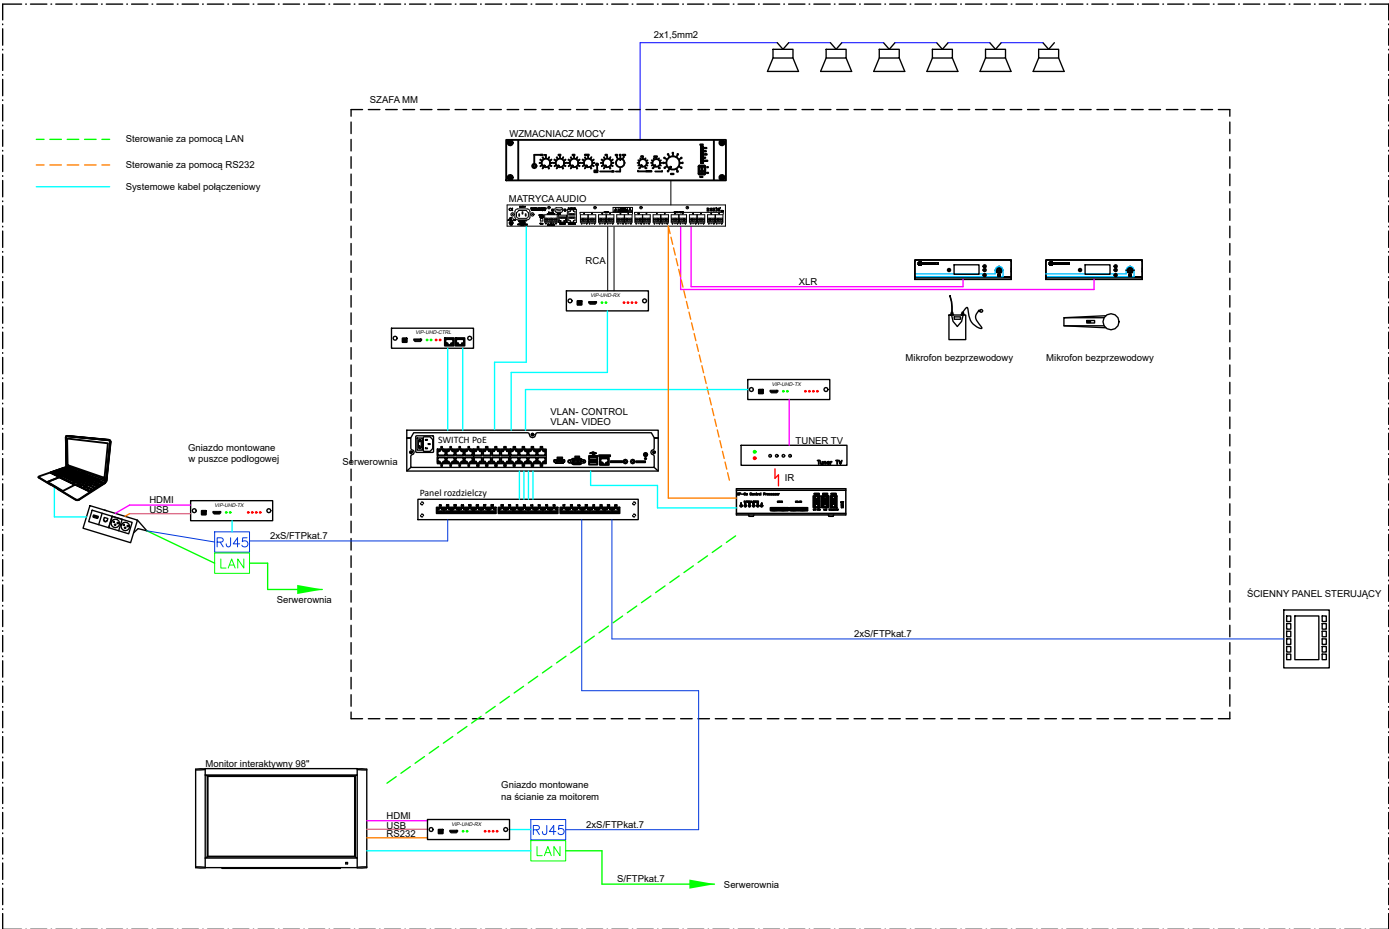 2x1,5mm2
SZAFA MM
Sterowanie za pomocą LAN
Sterowanie za pomocą RS232
Systemowe kabel połączeniowy
WZMACNIACZ MOCY
MATRYCA AUDIO
RCA
XLR
VIP-UHD-RX
VIP-UHD-CTRL
Mikrofon bezprzewodowy
Mikrofon bezprzewodowy
VIP-UHD-TX
VLAN- CONTROL
VLAN- VIDEO
SWITCH PoE
TUNER TV
Tuner TV
IR
Gniazdo montowane
w puszce podłogowej
Serwerownia
Panel rozdzielczy
Control Processor
HDMI
USB
VIP-UHD-TX
RJ45
2xS/FTPkat.7
LAN
Serwerownia
ŚCIENNY PANEL STERUJĄCY
2xS/FTPkat.7
Monitor interaktywny 98"
Gniazdo montowane
na ścianie za moitorem
HDMI
USB
RS232
VIP-UHD-RX
RJ45
2xS/FTPkat.7
LAN
S/FTPkat.7
Serwerownia